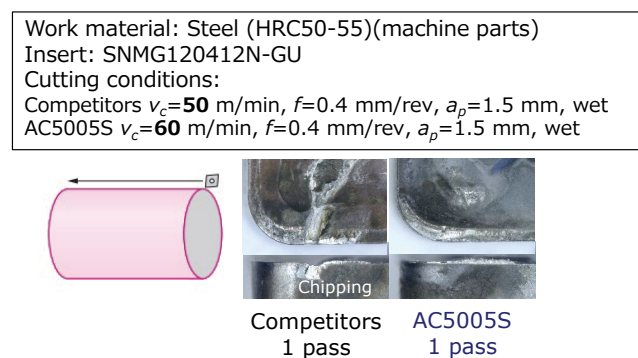 Work material: Steel (HRC50-55)(machine parts)
Insert: SNMG120412N-GU
Cutting conditions:
Competitors vc=50 m/min, f=0.4 mm/rev, ap=1.5 mm, wet
AC5005S vc=60 m/min, f=0.4 mm/rev, ap=1.5 mm, wet
Chipping
Competitors AC5005S
1 pass 1 pass